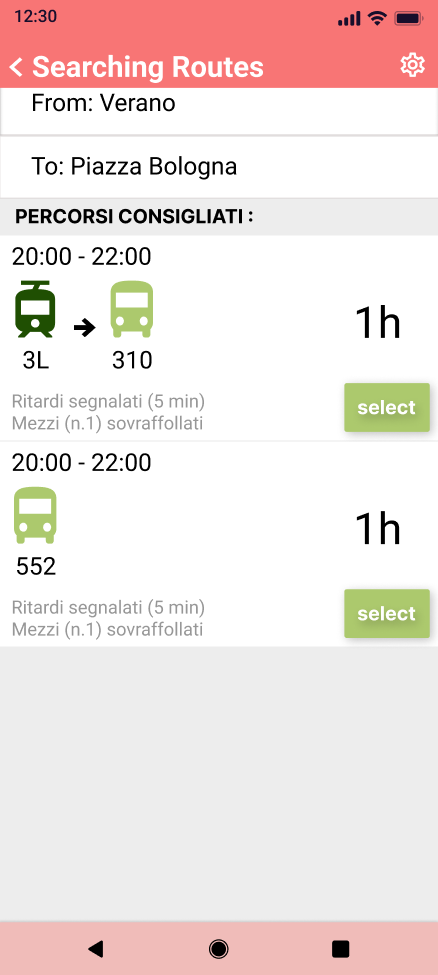 12:30
Searching Routes
From: Verano
To: Piazza Bologna
PERCORSI CONSIGLIATI :
20:00 - 22:00
1h
3L 310
Ritardi segnalati (5 min)
Mezzi (n.1) sovraffollati
select
20:00 - 22:00
1h
552
Ritardi segnalati (5 min)
Mezzi (n.1) sovraffollati
select